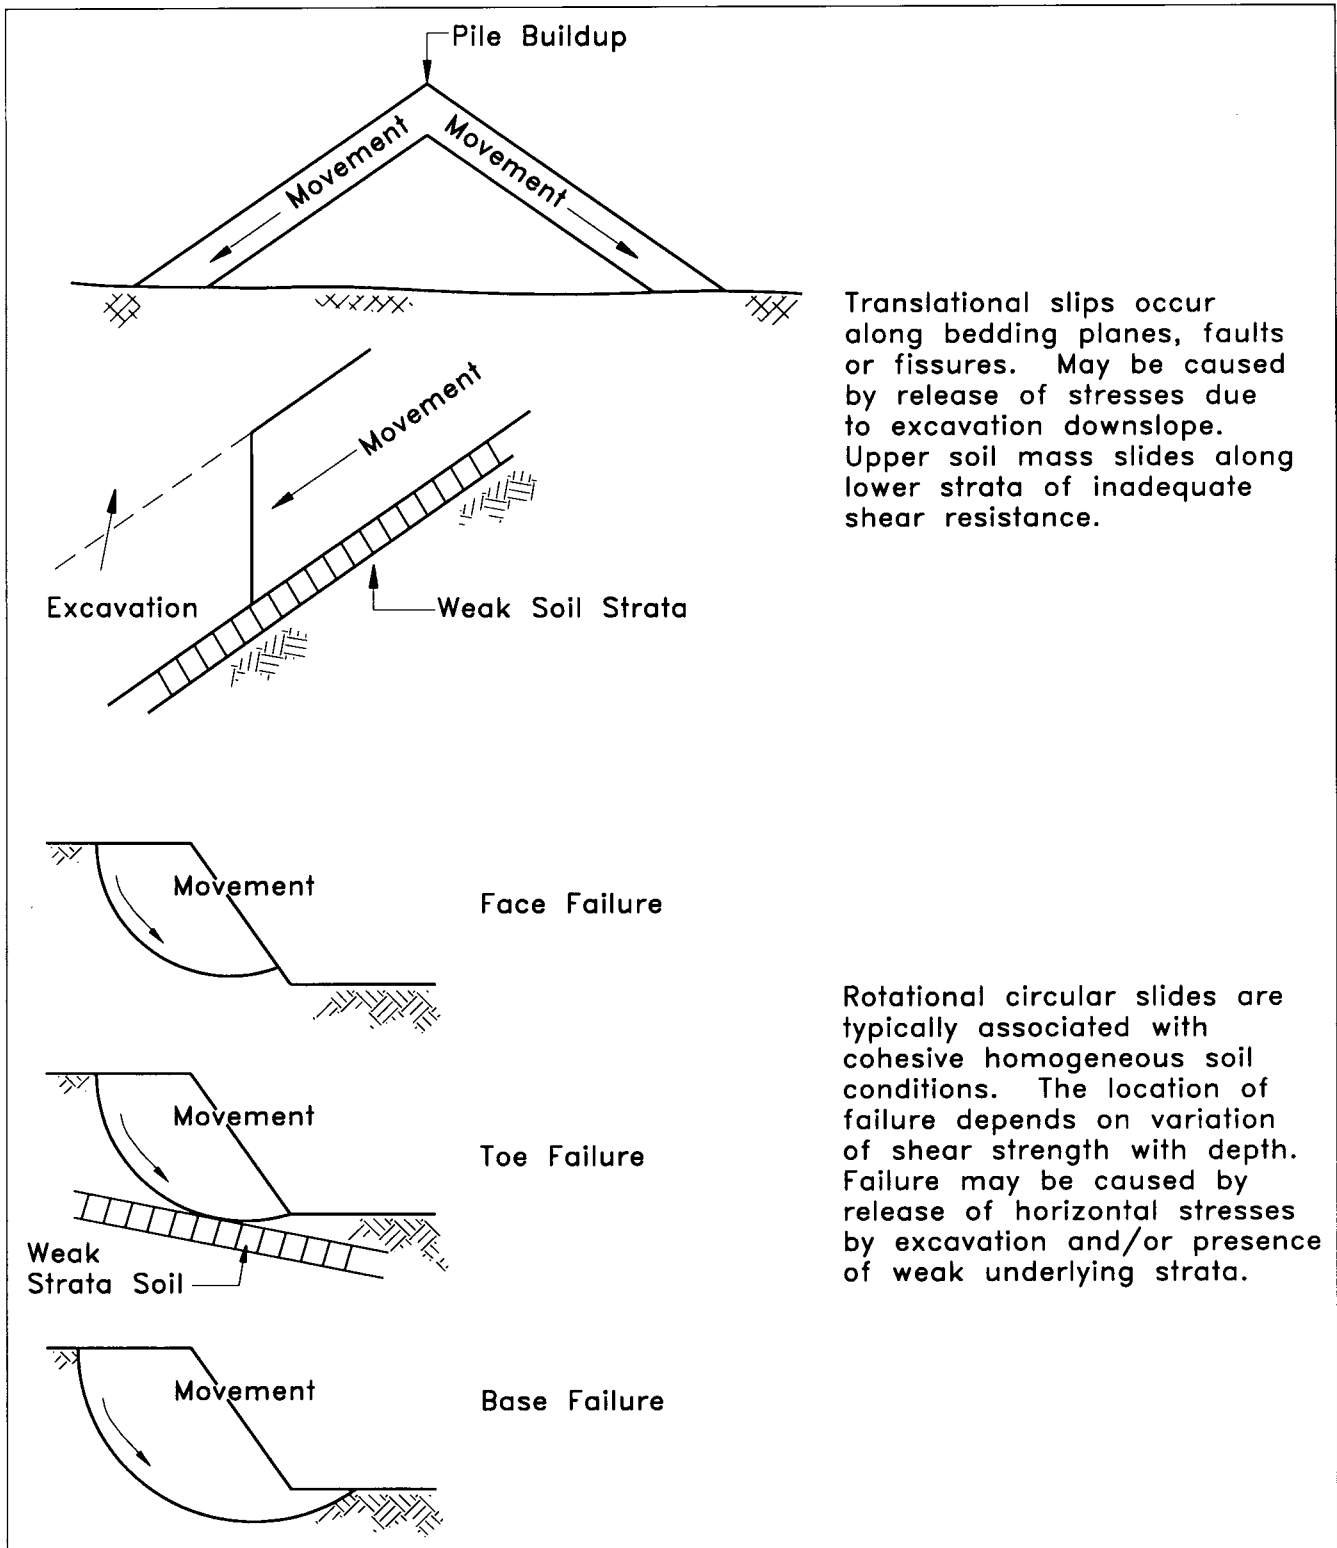 Pile Buildup
Movement
Movement
Translational slips occur
along bedding planes, faults
or fissures. May be caused
by release of stresses due
to excavation downslope.
Upper soil mass slides along
lower strata of inadequate
shear resistance.
Movement
Excavation
Weak Soil Strata
Movement
Face Failure
Movement
Toe Failure
Weak
Strata Soil
Rotational circular slides are
typically associated with
cohesive homogeneous soil
conditions. The location of
failure depends on variation
of shear strength with depth.
Failure may be caused by
release of horizontal stresses
by excavation and/or presence
of weak underlying strata.
Movement
Base Failure